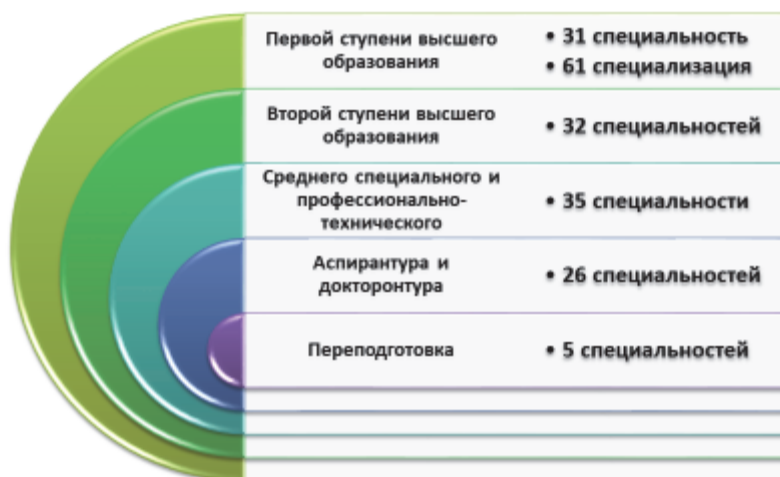 Первой ступени высшего
образования
• 31 специальность
• 61 специализация
Второй ступени высшего
образования
• 32 специальностей
Среднего специального и
профессионально-
технического
• 35 специальности
Аспирантура и
докторонтура
• 26 специальностей
Переподготовка
• 5 специальностей